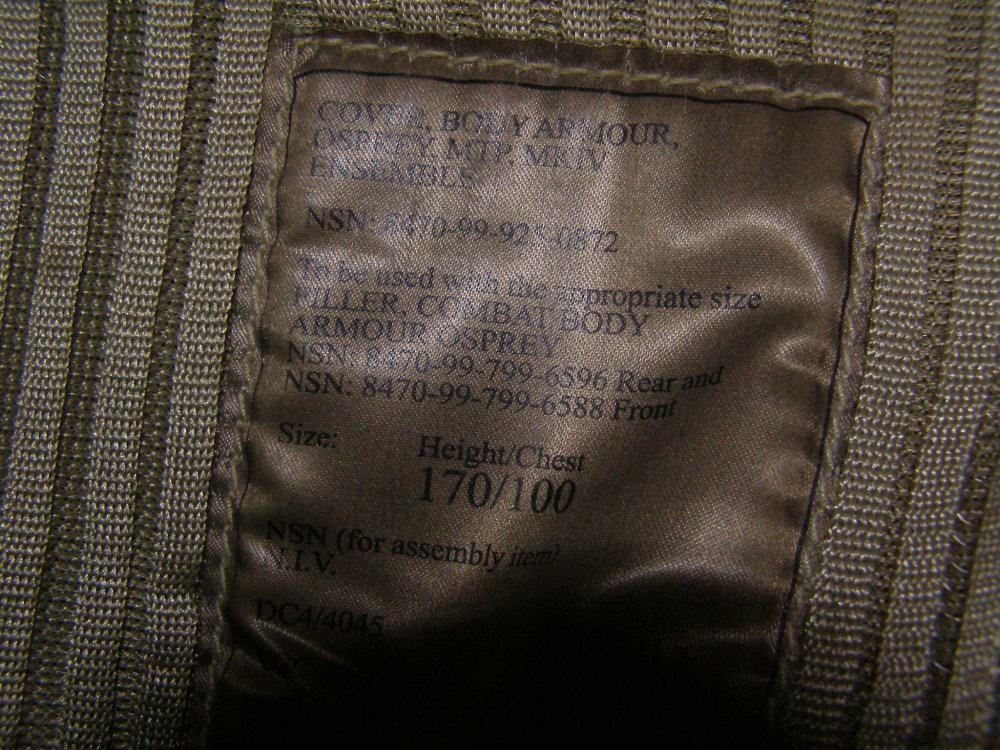 COVER, BODY ARMOUR,
OSPREY, MTP, MKIV
ENSEMBLE
NSN: 8470-99-925-0872
To be used with the appropriate size
FILLER, COMBAT BODY
ARMOUR OSPREY
NSN: 8470-99-799-6596 Rear and
NSN: 8470-99-799-6588 Front
Size: Height/Chest
170/100
NSN (for assembly item)
N.I.V.
DC4/4045